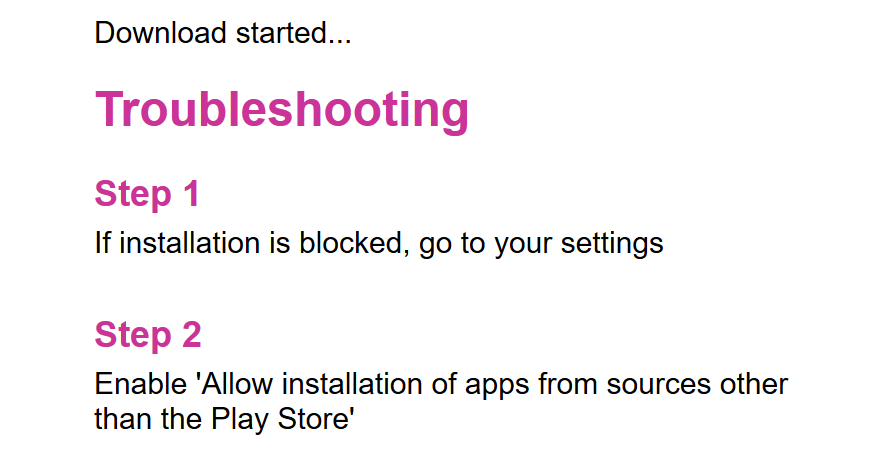 Download started...
Troubleshooting
Step 1
If installation is blocked, go to your settings
Step 2
Enable 'Allow installation of apps from sources other
than the Play Store'